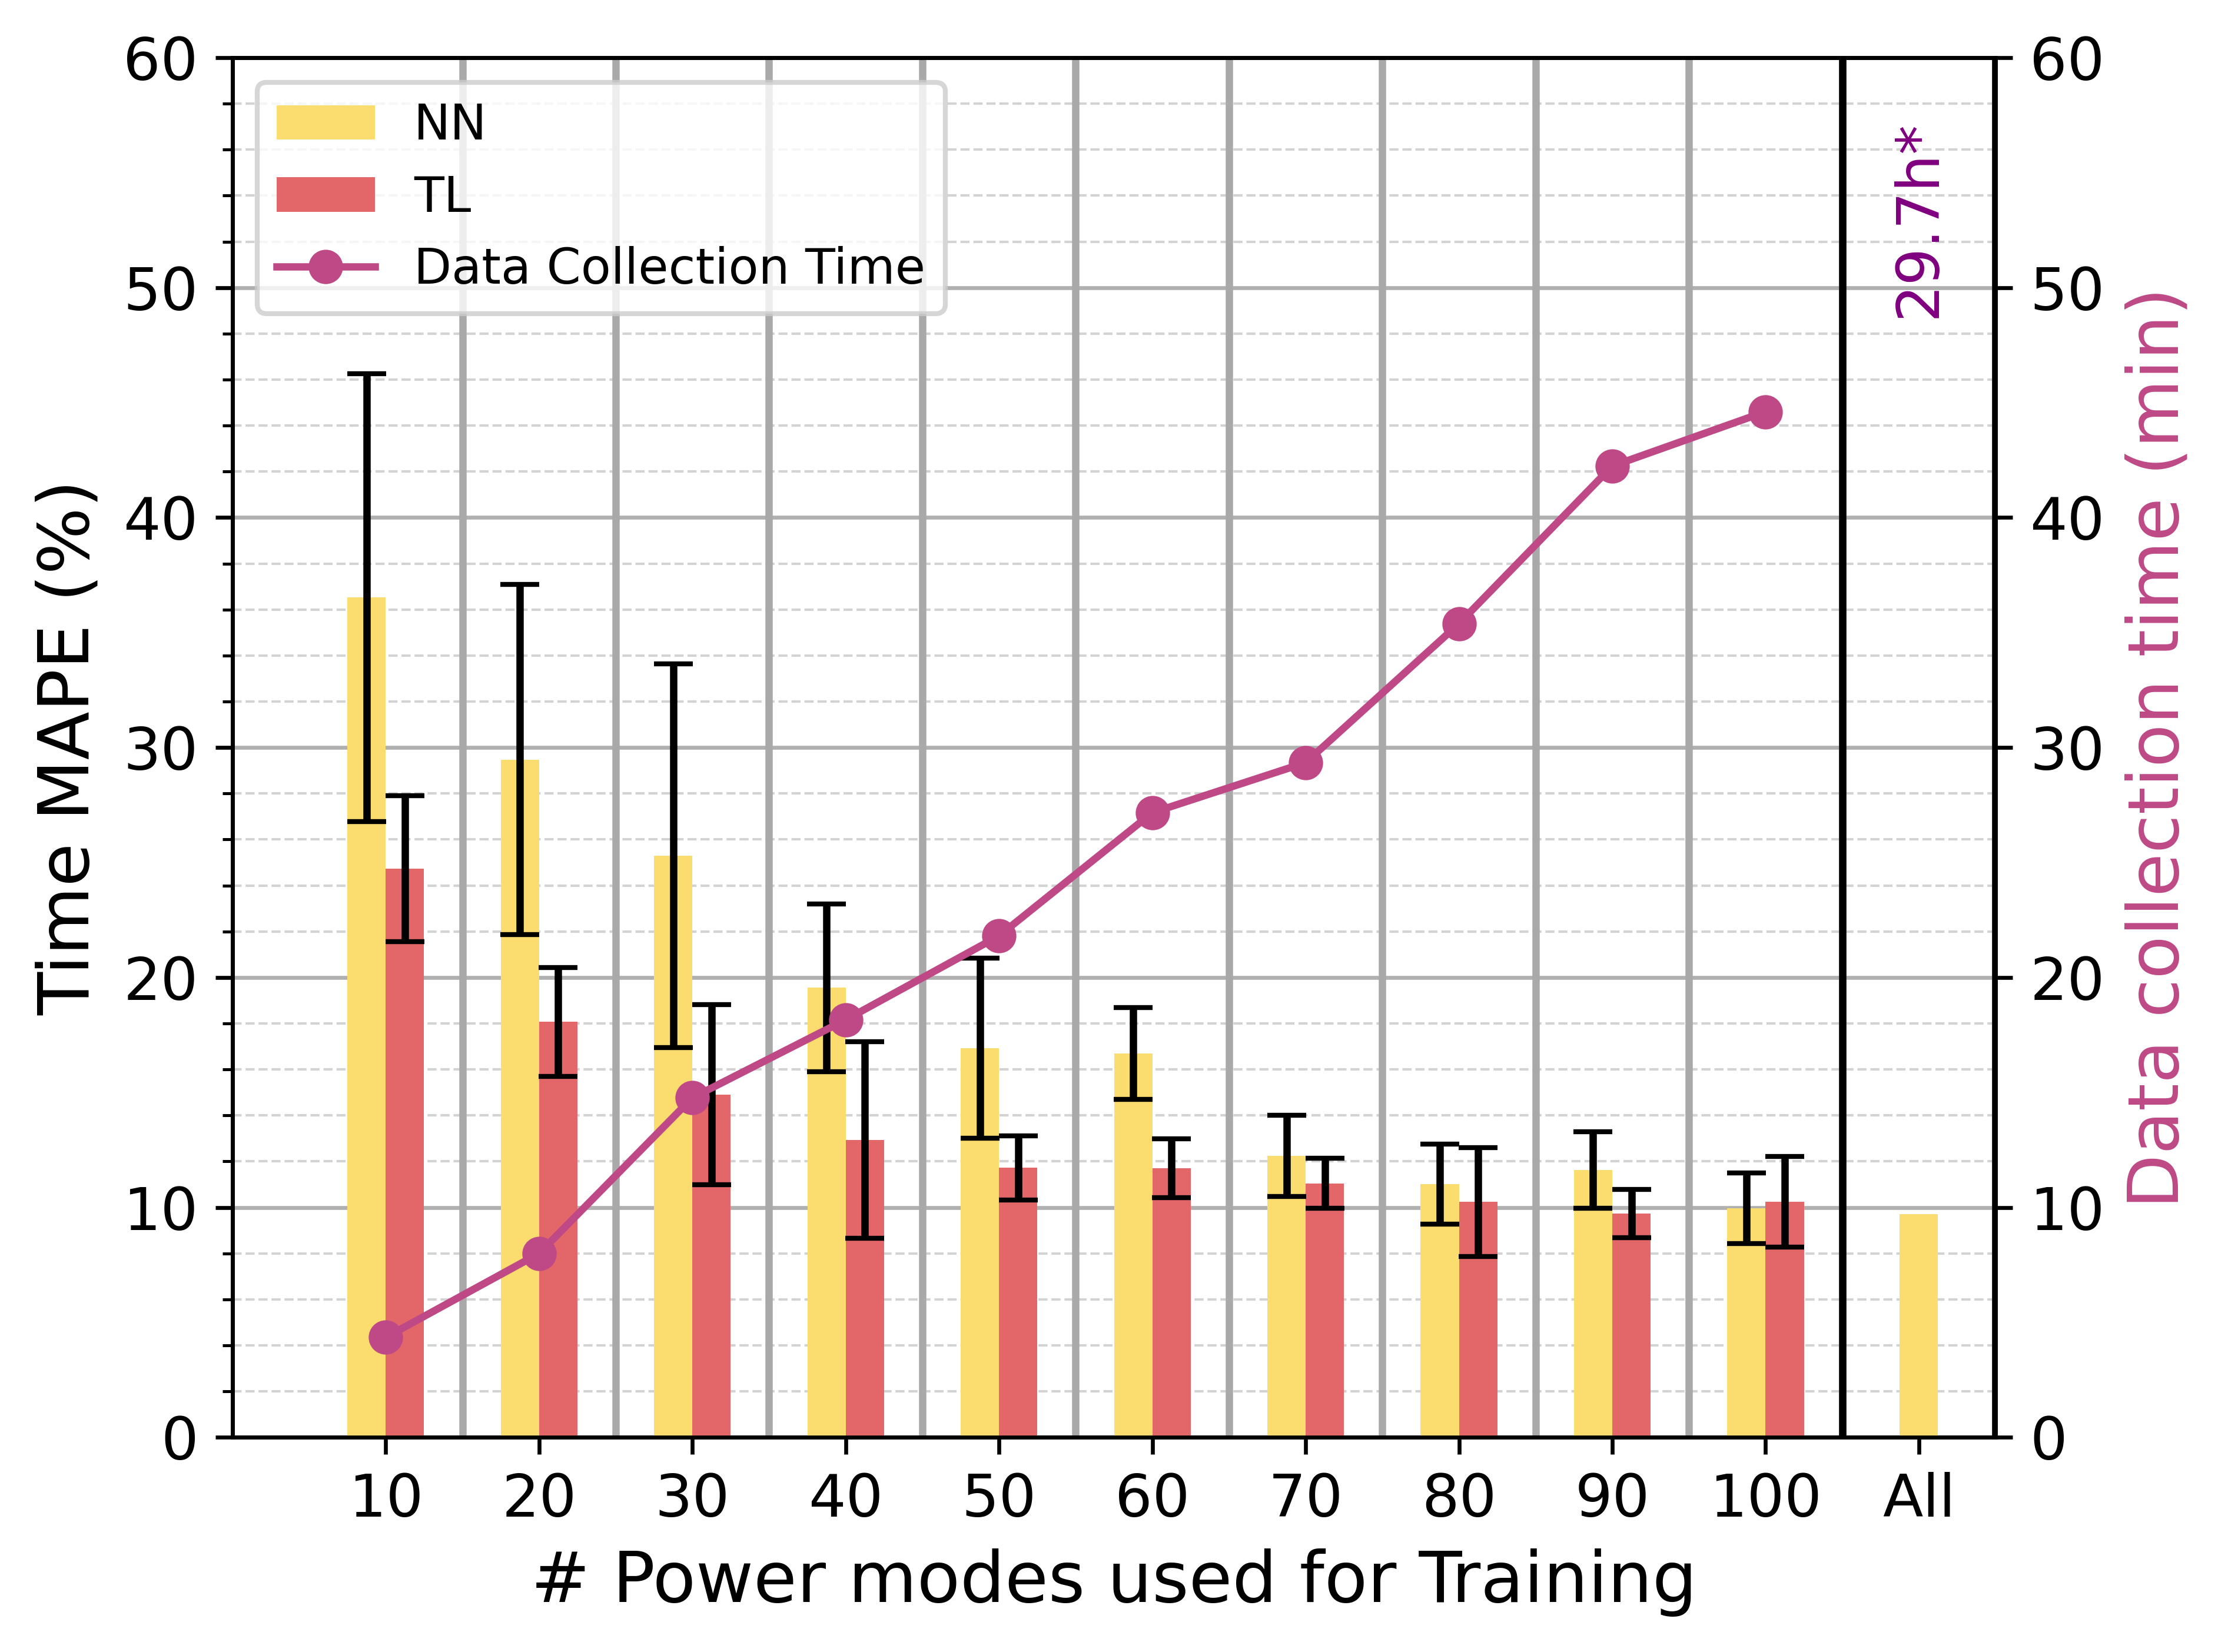 NN
TL
Data Collection Time
29.7h*
Time MAPE (%)
60
50
40
30
20
10
0
60
50
40
30
20
10
0
Data collection time (min)
10 20 30 40 50 60 70 80 90 100 All
# Power modes used for Training